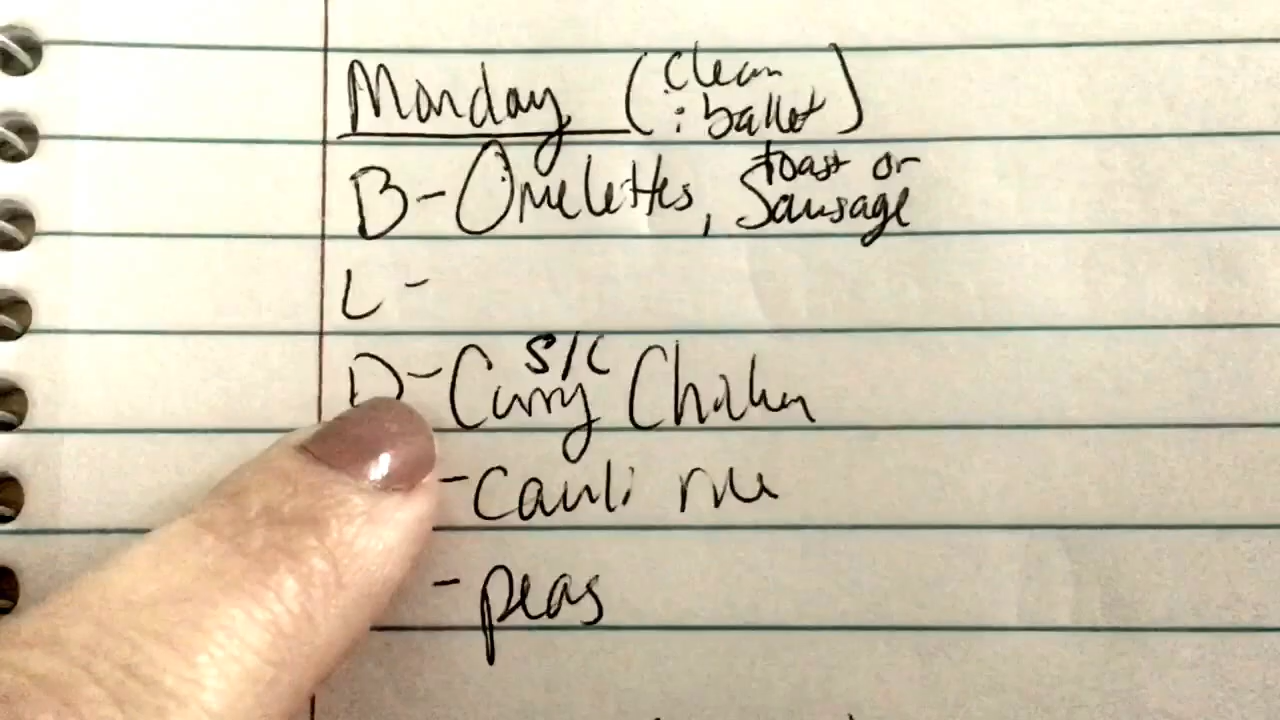 Monday (clean
: ballet)
B - Omelettes, toast or
Sausage
L -
D - S/C
Curry Chicken
- cauli rice
- peas